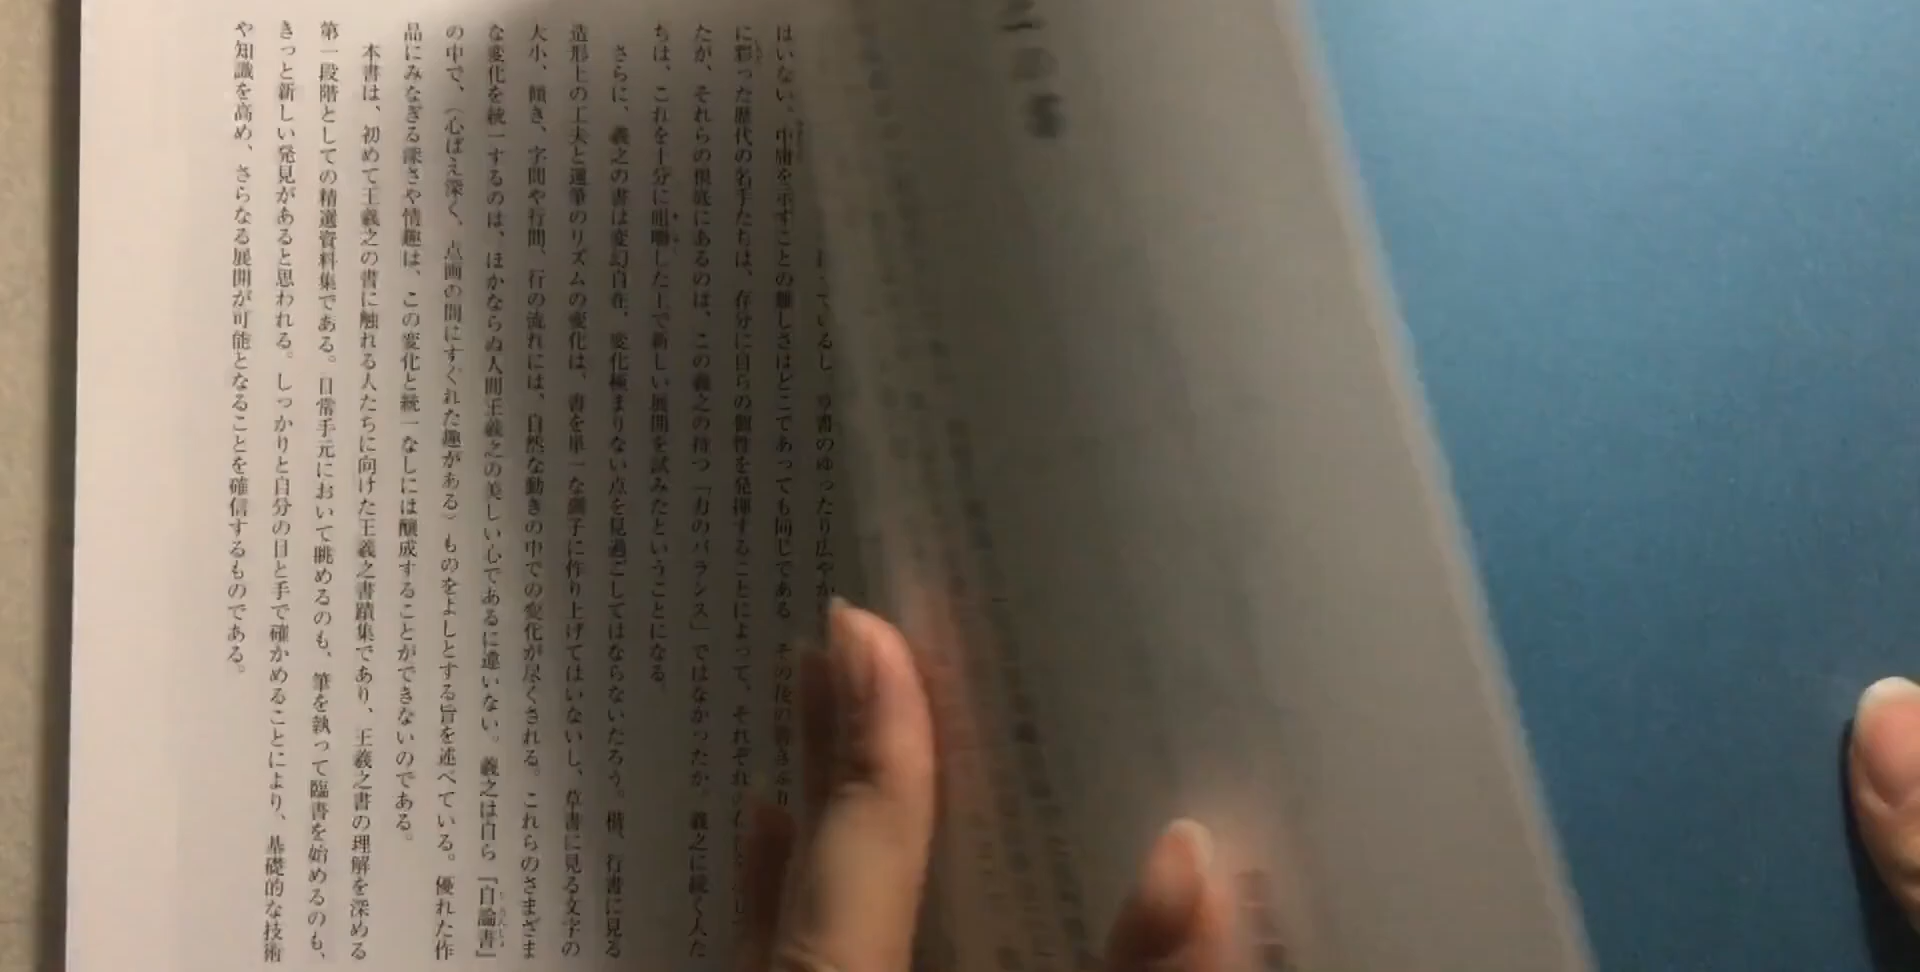 之の書
ているし、草書のゆったり広やか
はいない。中庸を示すことの難しさはどこであっても同じである
に彩った歴代の名手たちは、存分に自らの個性を発揮することによって、それぞれ
たが、それらの根底にあるのは、この義之の持つ「力のバランス」ではなかったか。義之に続く人た
ちは、これを十分に咀嚼した上で新しい展開を試みたということになる。
さらに、義之の書は変幻自在、変化極まりない点を見過ごしてはならないだろう。楷、行書に見る
造形上の工夫と運筆のリズムの変化は、書を単一な調子に作り上げてはいないし、草書に見る文字の
大小、傾き、字間や行間、行の流れには、自然な動きの中での変化が尽くされる。これらのさまざま
な変化を統一するのは、ほかならぬ人間王義之の美しい心であるに違いない。義之は自ら『自論書』
の中で、（心ばえ深く、点画の間にすぐれた趣がある）ものをよしとする旨を述べている。優れた作
品にみなぎる深さや情趣は、この変化と統一なしには醸成することができないのである。
本書は、初めて王義之の書に触れる人たちに向けた王義之書蹟集であり、王義之書の理解を深める
第一段階としての精選資料集である。日常手元において眺めるのも、筆を執って臨書を始めるのも、
きっと新しい発見があると思われる。しっかりと自分の目と手で確かめることにより、基礎的な技術
や知識を高め、さらなる展開が可能となることを確信するものである。